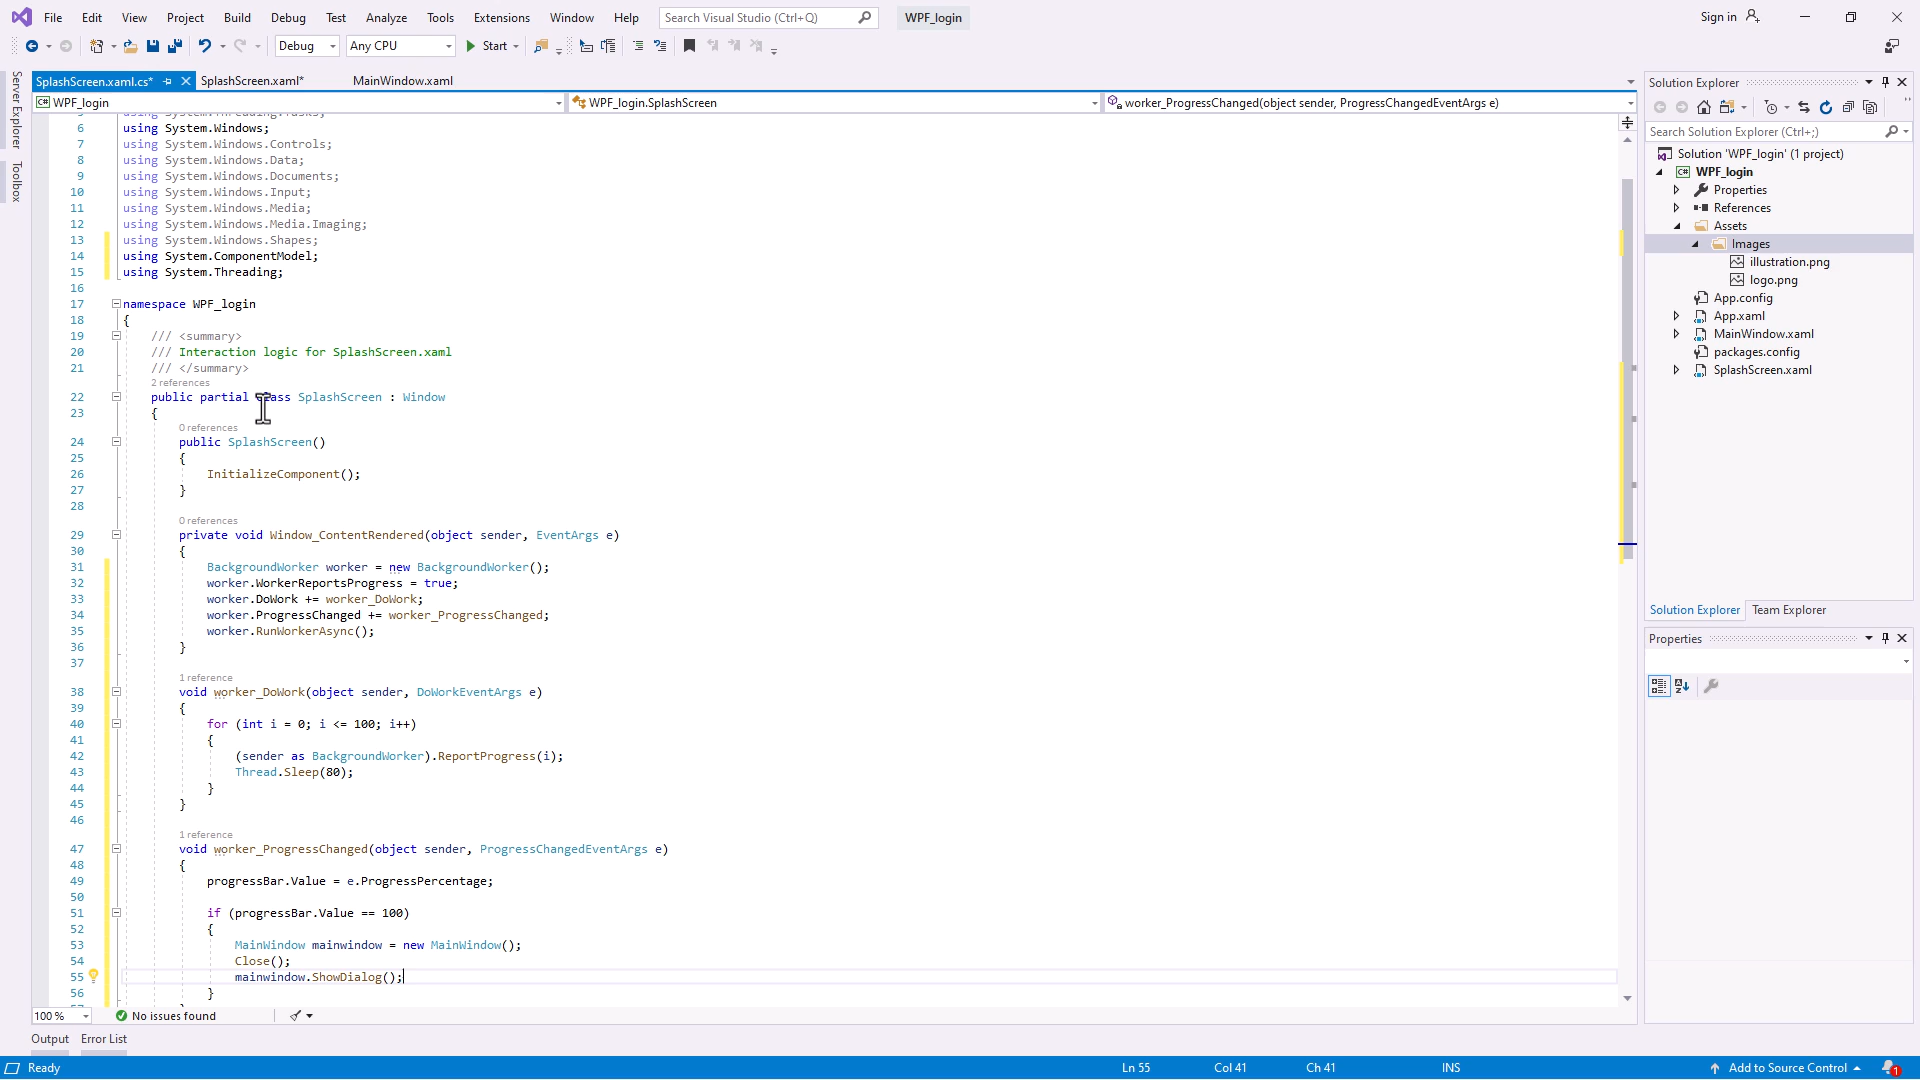 File Edit View Project Build Debug Test Analyze Tools Extensions Window Help Search Visual Studio (Ctrl+Q) WPF_login Sign in
Debug Any CPU Start
Server Explorer
Toolbox
SplashScreen.xaml.cs* SplashScreen.xaml* MainWindow.xaml
WPF_login WPF_login.SplashScreen worker_ProgressChanged(object sender, ProgressChangedEventArgs e)
5 using System.Threading.Tasks;
6 using System.Windows;
7 using System.Windows.Controls;
8 using System.Windows.Data;
9 using System.Windows.Documents;
10 using System.Windows.Input;
11 using System.Windows.Media;
12 using System.Windows.Media.Imaging;
13 using System.Windows.Shapes;
14 using System.ComponentModel;
15 using System.Threading;
16
17 namespace WPF_login
18 {
19 /// <summary>
20 /// Interaction logic for SplashScreen.xaml
21 /// </summary>
2 references
22 public partial class SplashScreen : Window
23 {
0 references
24 public SplashScreen()
25 {
26 InitializeComponent();
27 }
28
0 references
29 private void Window_ContentRendered(object sender, EventArgs e)
30 {
31 BackgroundWorker worker = new BackgroundWorker();
32 worker.WorkerReportsProgress = true;
33 worker.DoWork += worker_DoWork;
34 worker.ProgressChanged += worker_ProgressChanged;
35 worker.RunWorkerAsync();
36 }
37
1 reference
38 void worker_DoWork(object sender, DoWorkEventArgs e)
39 {
40 for (int i = 0; i <= 100; i++)
41 {
42 (sender as BackgroundWorker).ReportProgress(i);
43 Thread.Sleep(80);
44 }
45 }
46
1 reference
47 void worker_ProgressChanged(object sender, ProgressChangedEventArgs e)
48 {
49 progressBar.Value = e.ProgressPercentage;
50
51 if (progressBar.Value == 100)
52 {
53 MainWindow mainwindow = new MainWindow();
54 Close();
55 mainwindow.ShowDialog();
56 }
100 % No issues found
Output Error List
Ready Ln 55 Col 41 Ch 41 INS Add to Source Control 1
Solution Explorer
Search Solution Explorer (Ctrl+;)
Solution 'WPF_login' (1 project)
WPF_login
Properties
References
Assets
Images
illustration.png
logo.png
App.config
App.xaml
MainWindow.xaml
packages.config
SplashScreen.xaml
Solution Explorer Team Explorer
Properties